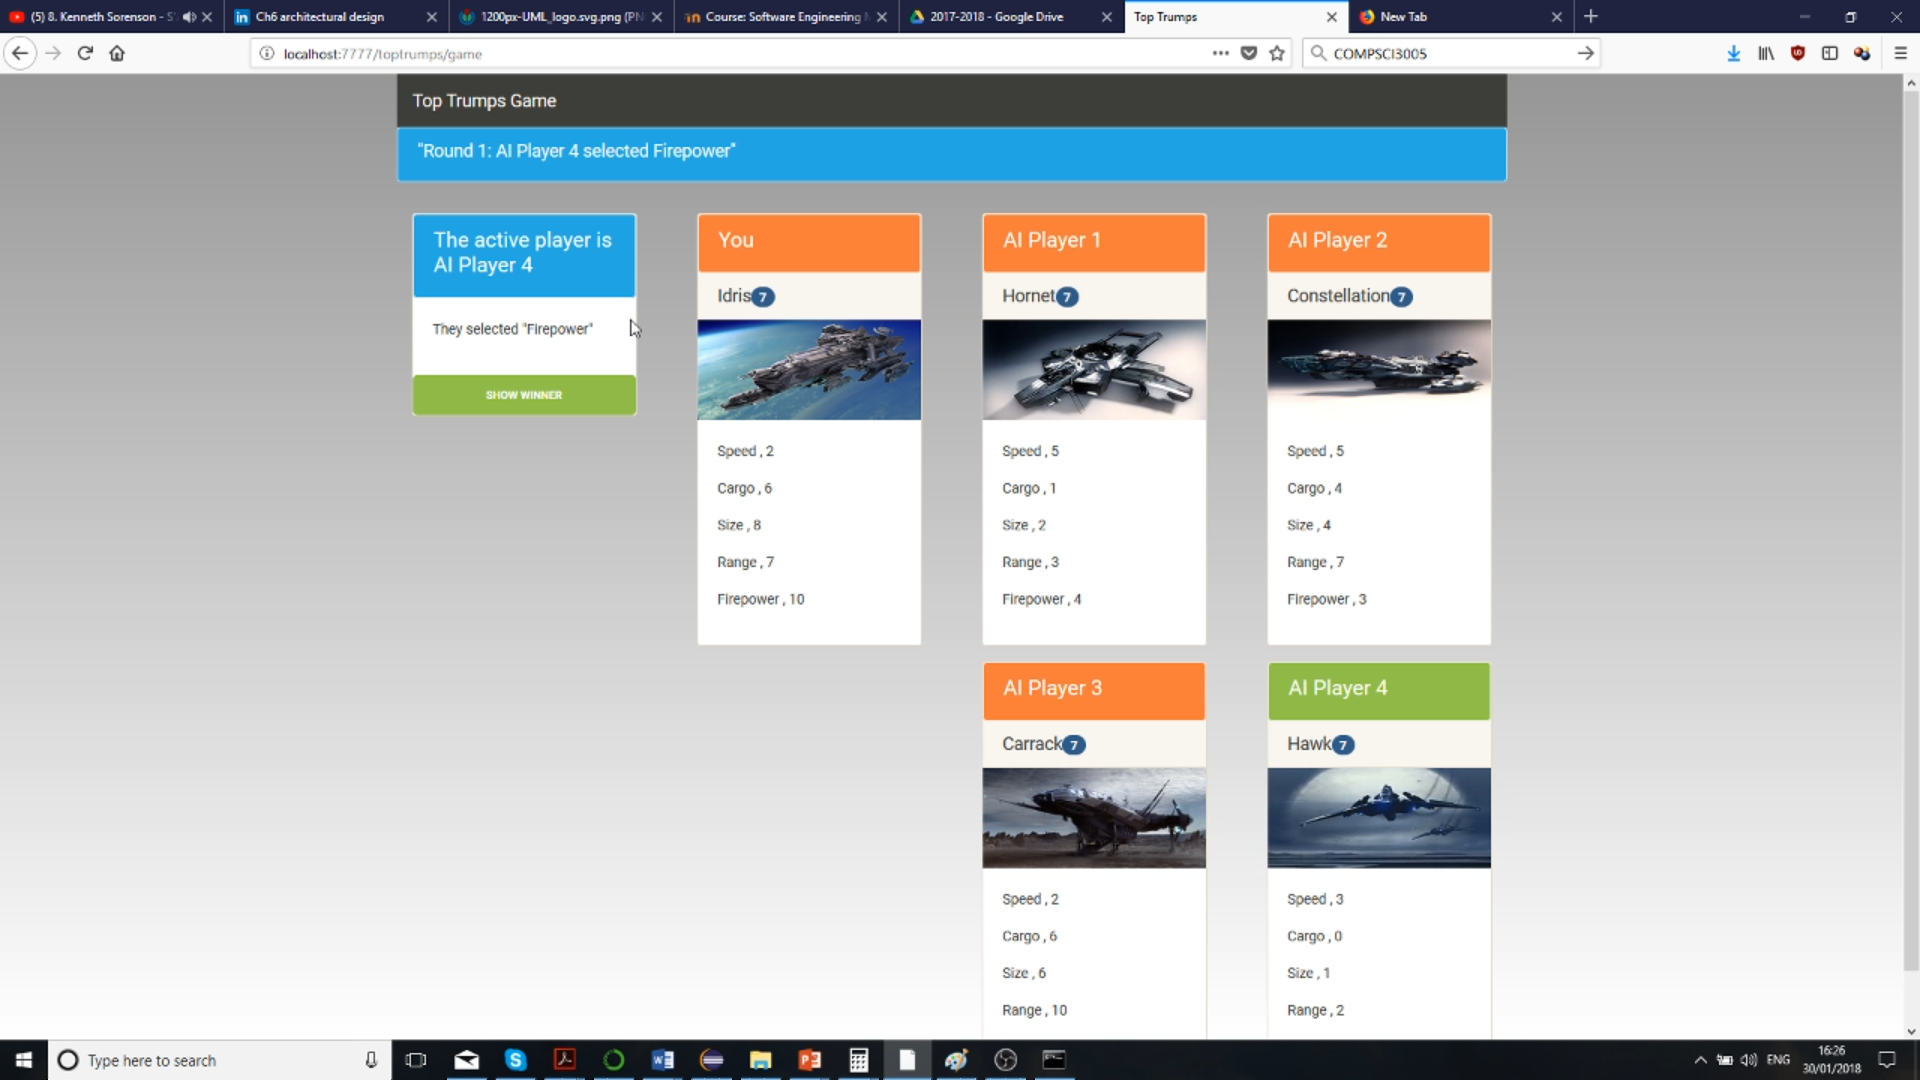 (5) 8. Kenneth Sorenson - S
Ch6 architectural design
1200px-UML_logo.svg.png (PN
Course: Software Engineering
2017-2018 - Google Drive
Top Trumps
New Tab
localhost:7777/toptrumps/game
COMPSCI3005
Top Trumps Game
"Round 1: AI Player 4 selected Firepower"
The active player is
AI Player 4
They selected "Firepower"
SHOW WINNER
You
Idris 7
Speed , 2
Cargo , 6
Size , 8
Range , 7
Firepower , 10
AI Player 1
Hornet 7
Speed , 5
Cargo , 1
Size , 2
Range , 3
Firepower , 4
AI Player 2
Constellation 7
Speed , 5
Cargo , 4
Size , 4
Range , 7
Firepower , 3
AI Player 3
Carrack 7
Speed , 2
Cargo , 6
Size , 6
Range , 10
AI Player 4
Hawk 7
Speed , 3
Cargo , 0
Size , 1
Range , 2
Type here to search
ENG
16:26
30/01/2018